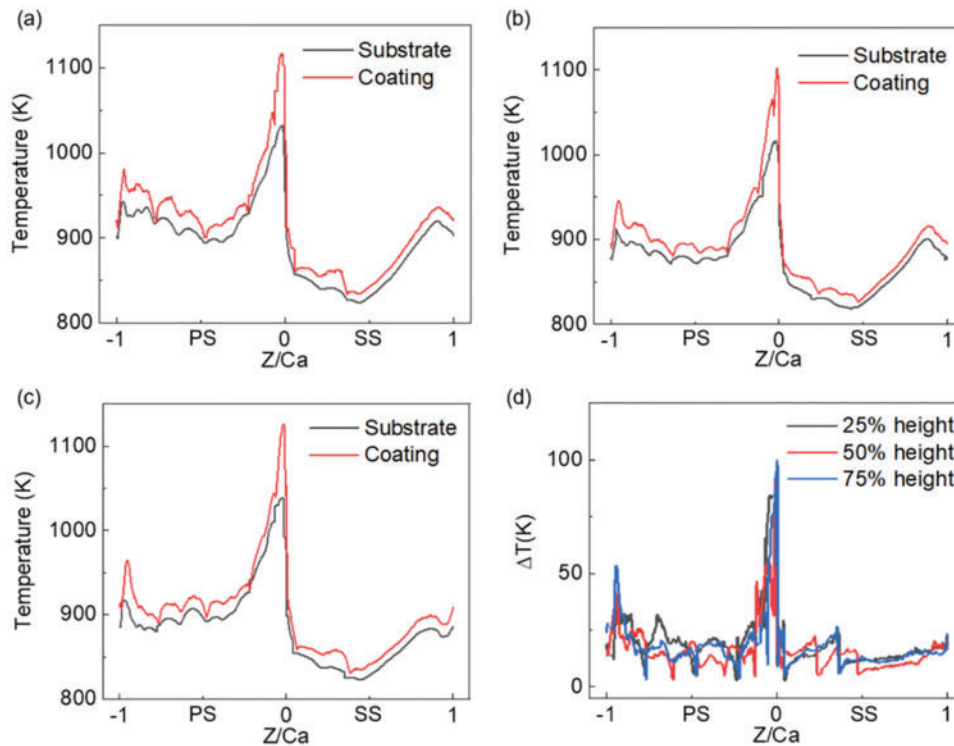 (a)
Substrate
Coating
1100
1000
900
800
Temperature (K)
-1 PS 0 SS 1
Z/Ca
(b)
Substrate
Coating
1100
1000
900
800
Temperature (K)
-1 PS 0 SS 1
Z/Ca
(c)
Substrate
Coating
1100
1000
900
800
Temperature (K)
-1 PS 0 SS 1
Z/Ca
(d)
25% height
50% height
75% height
100
50
0
ΔT(K)
-1 PS 0 SS 1
Z/Ca